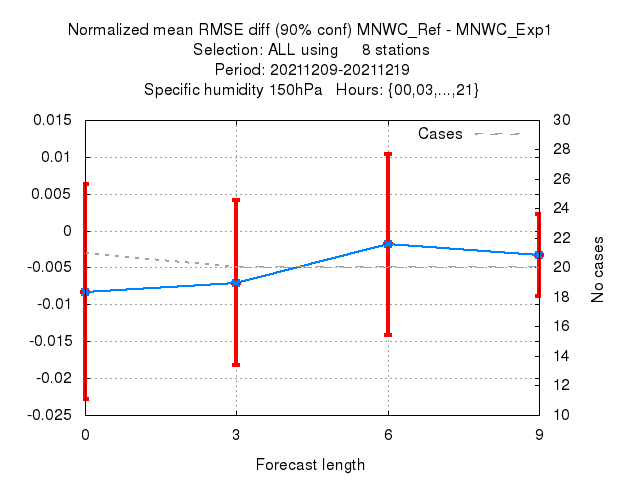 Normalized mean RMSE diff (90% conf) MNWC_Ref - MNWC_Exp1
Selection: ALL using 8 stations
Period: 20211209-20211219
Specific humidity 150hPa Hours: {00,03,...,21}
Cases
0.015
0.01
0.005
0
-0.005
-0.01
-0.015
-0.02
-0.025
30
28
26
24
22
20
18
16
14
12
10
No cases
0 3 6 9
Forecast length